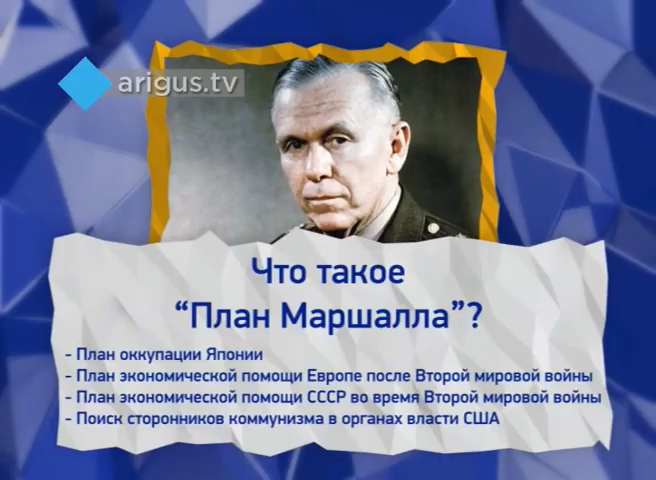 arigus.tv
Что такое
“План Маршалла”?
- План оккупации Японии
- План экономической помощи Европе после Второй мировой войны
- План экономической помощи СССР во время Второй мировой войны
- Поиск сторонников коммунизма в органах власти США